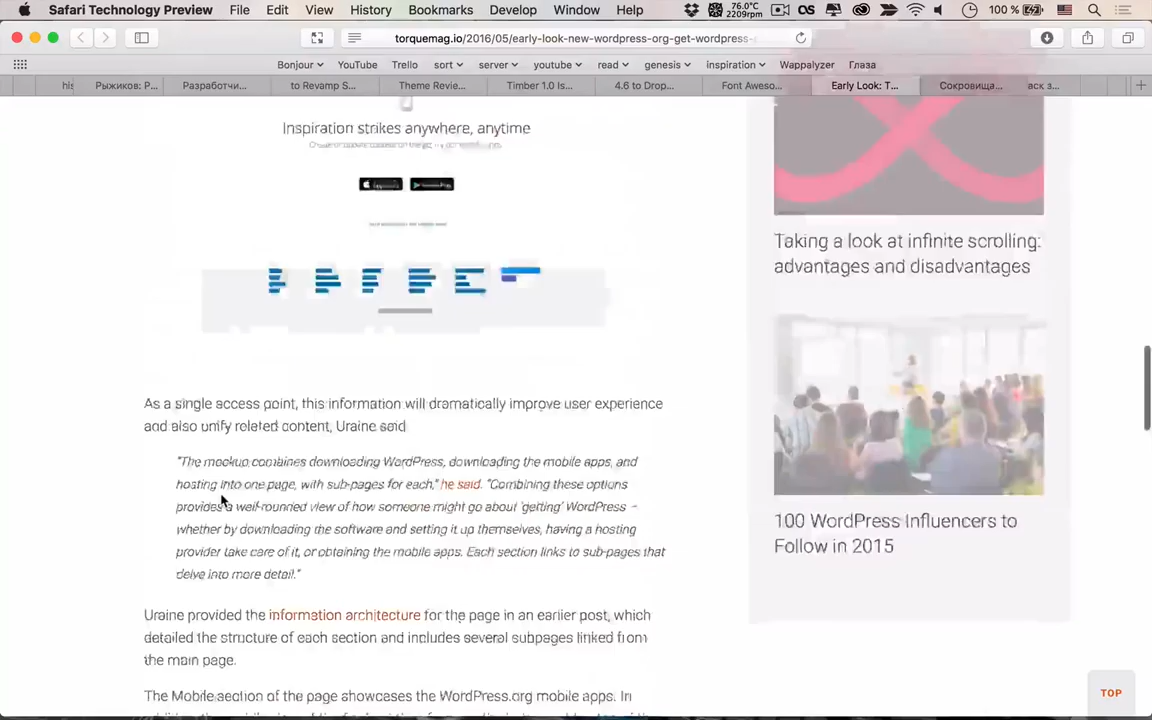 Safari Technology Preview File Edit View History Bookmarks Develop Window Help 76.0°C 2209rpm OS 100 %
torquemag.io/2016/05/early-look-new-wordpress-org-get-wordpress-
Bonjour YouTube Trello sort server youtube read genesis inspiration Wappalyzer Глаза
his Рыжиков: Р... Разработчи... to Revamp S... Theme Revie... Timber 1.0 Is... 4.6 to Drop... Font Aweso... Early Look: T... Сокровища... аск з...
Inspiration strikes anywhere, anytime
Taking a look at infinite scrolling:
advantages and disadvantages
As a single access point, this information will dramatically improve user experience
and also unify related content, Uraine said
"The mockup combines downloading WordPress, downloading the mobile apps, and
hosting into one page, with sub-pages for each," he said. "Combining these options
provides a well-rounded view of how someone might go about 'getting' WordPress –
whether by downloading the software and setting it up themselves, having a hosting
provider take care of it, or obtaining the mobile apps. Each section links to sub-pages that
delve into more detail."
100 WordPress Influencers to
Follow in 2015
Uraine provided the information architecture for the page in an earlier post, which
detailed the structure of each section and includes several subpages linked from
the main page.
The Mobile section of the page showcases the WordPress.org mobile apps. In
TOP